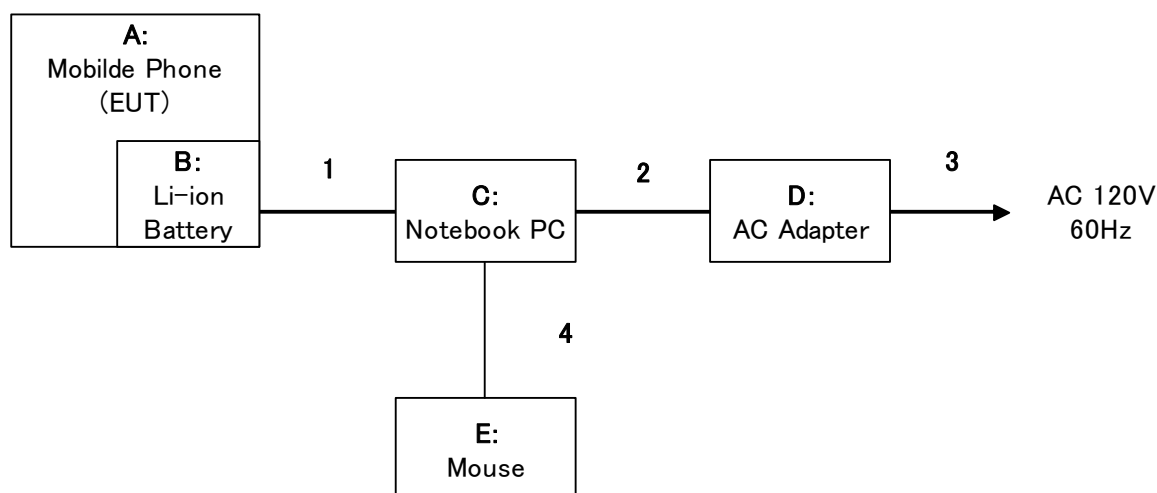 A:
Mobilde Phone
(EUT)
B:
Li-ion
Battery
1
C:
Notebook PC
2
D:
AC Adapter
3
AC 120V
60Hz
4
E:
Mouse